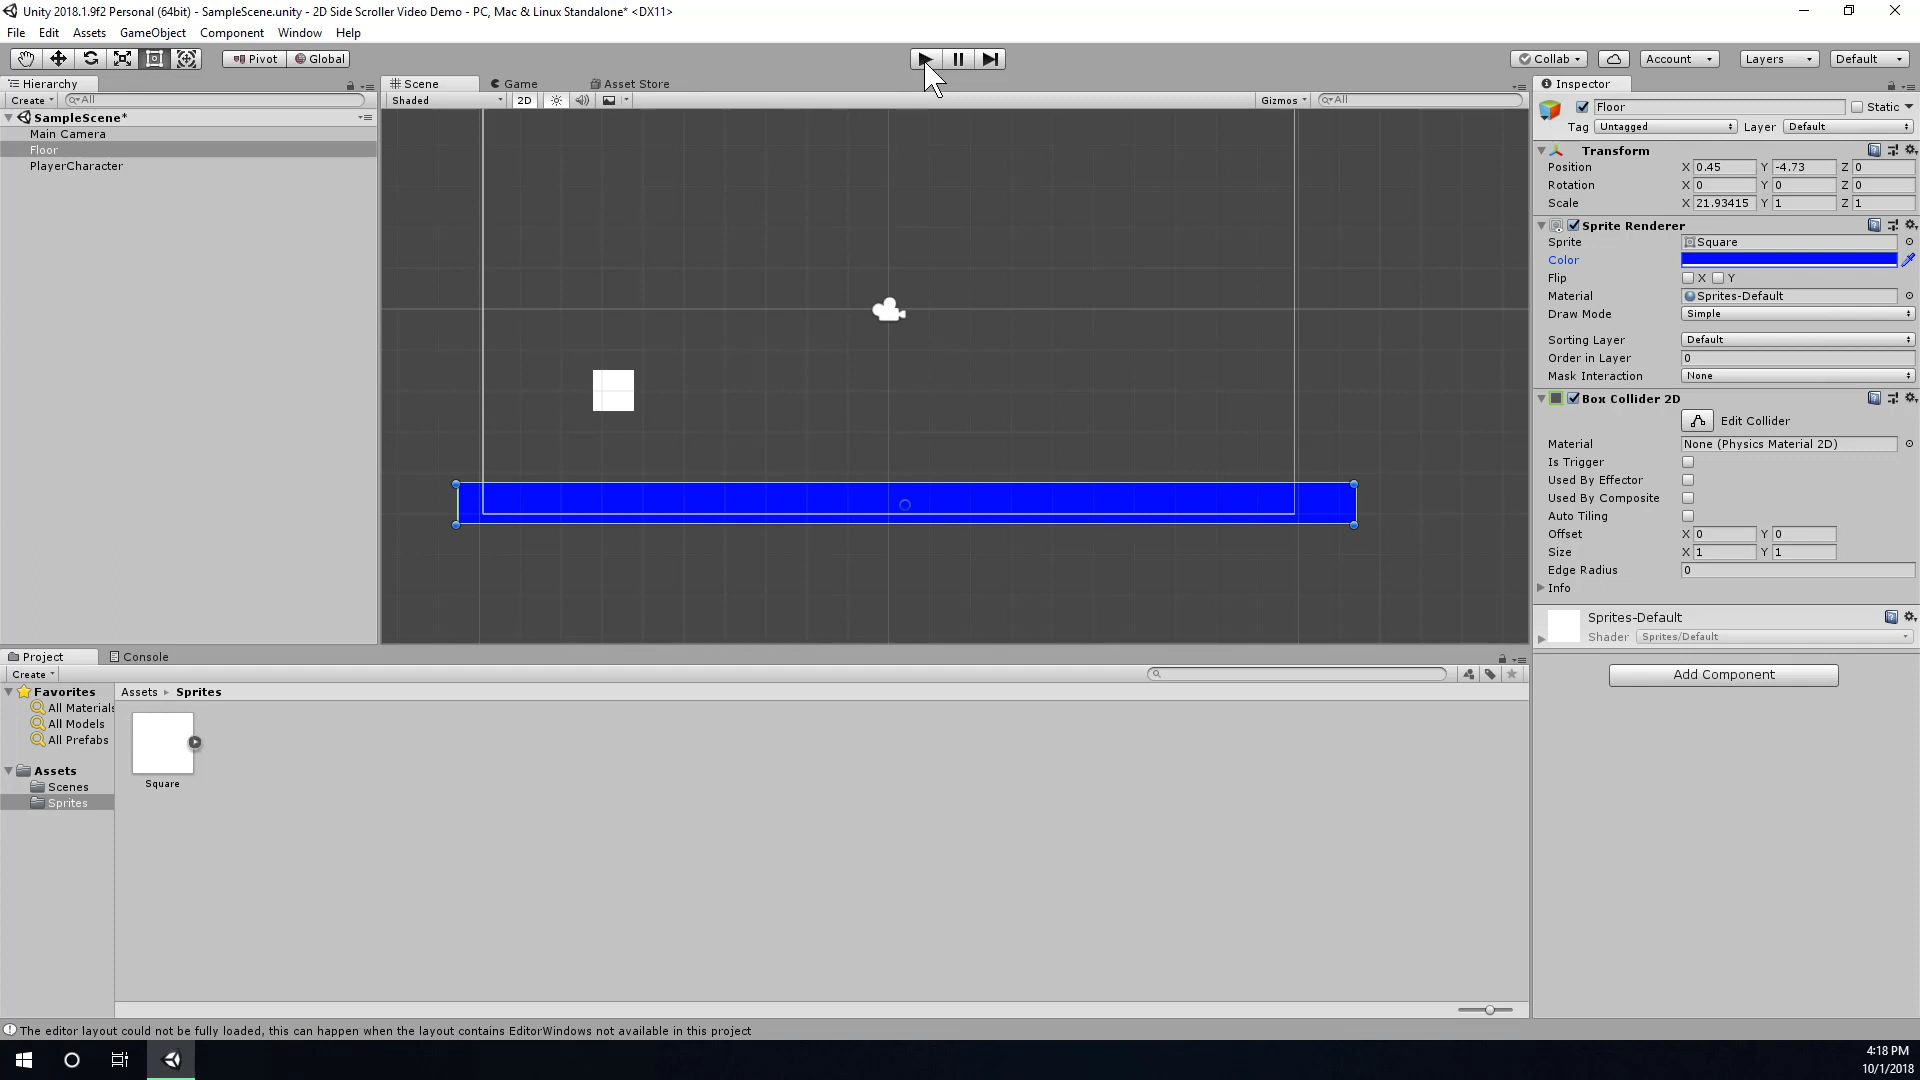 Unity 2018.1.9f2 Personal (64bit) - SampleScene.unity - 2D Side Scroller Video Demo - PC, Mac & Linux Standalone* <DX11>
File Edit Assets GameObject Component Window Help
Pivot Global Collab Account Layers Default
Hierarchy
Create All
SampleScene*
Main Camera
Floor
PlayerCharacter
Scene Game Asset Store
Shaded 2D Gizmos All
Inspector
Floor Static
Tag Untagged Layer Default
Transform
Position X 0.45 Y -4.73 Z 0
Rotation X 0 Y 0 Z 0
Scale X 21.93415 Y 1 Z 1
Sprite Renderer
Sprite Square
Color
Flip X Y
Material Sprites-Default
Draw Mode Simple
Sorting Layer Default
Order in Layer 0
Mask Interaction None
Box Collider 2D
Edit Collider
Material None (Physics Material 2D)
Is Trigger
Used By Effector
Used By Composite
Auto Tiling
Offset X 0 Y 0
Size X 1 Y 1
Edge Radius 0
Info
Sprites-Default
Shader Sprites/Default
Add Component
Project Console
Create
Favorites
All Materials
All Models
All Prefabs
Assets
Scenes
Sprites
Assets Sprites
Square
The editor layout could not be fully loaded, this can happen when the layout contains EditorWindows not available in this project
4:18 PM
10/1/2018